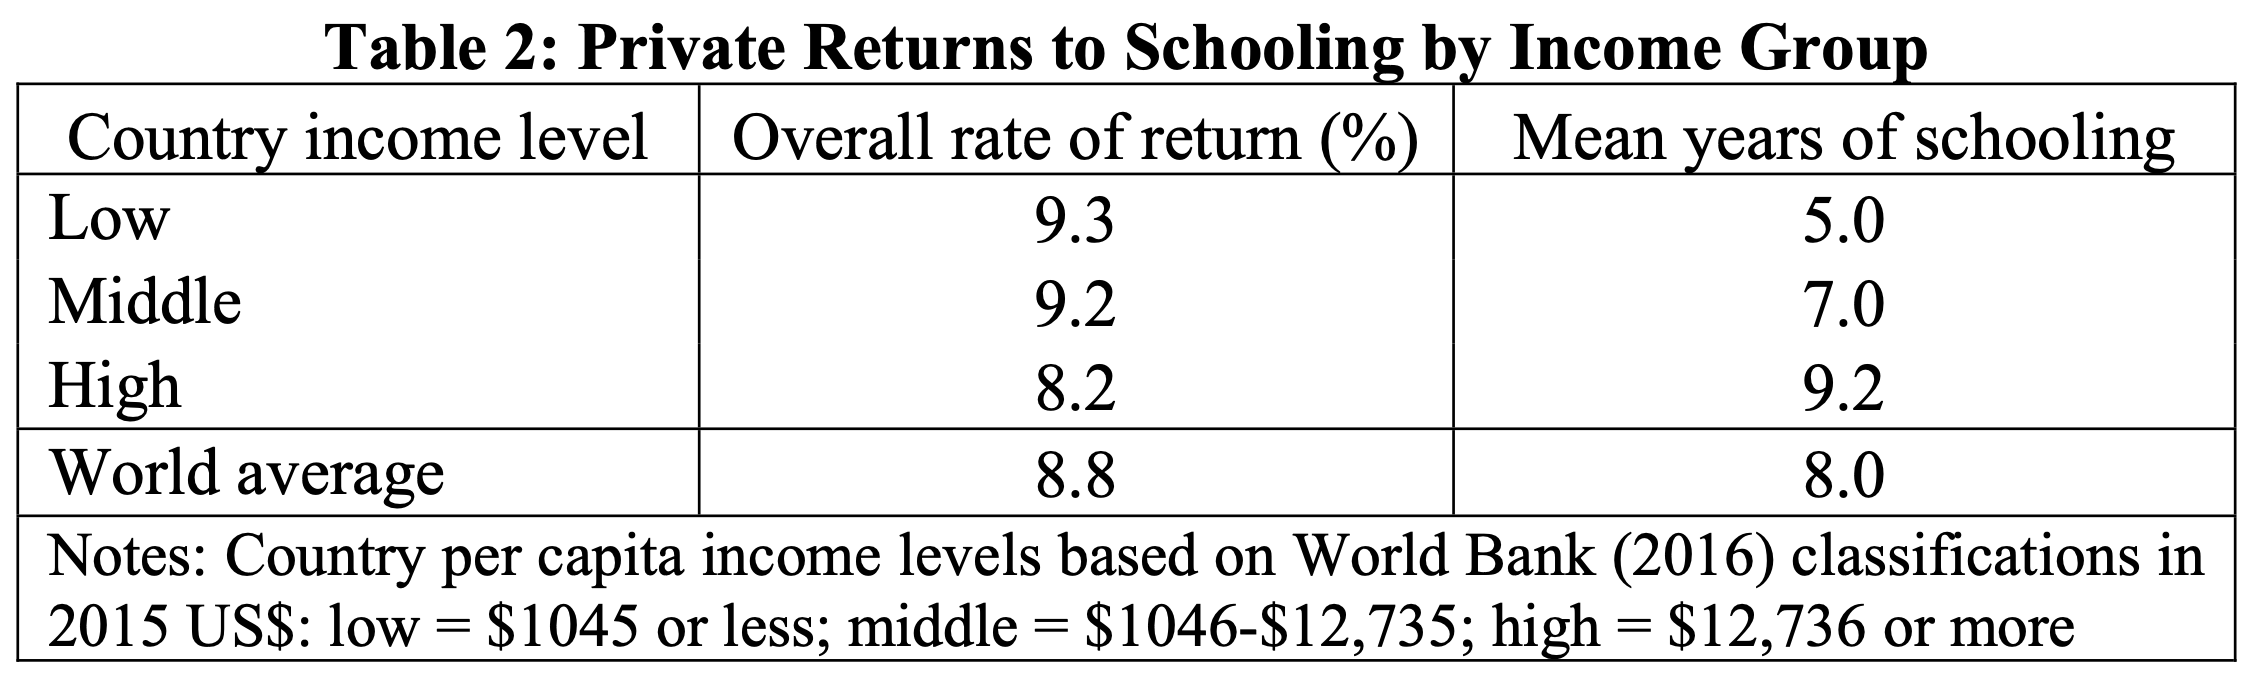 Table 2: Private Returns to Schooling by Income Group
Country income level Overall rate of return (%) Mean years of schooling
Low 9.3 5.0
Middle 9.2 7.0
High 8.2 9.2
World average 8.8 8.0
Notes: Country per capita income levels based on World Bank (2016) classifications in
2015 US$: low = $1045 or less; middle = $1046-$12,735; high = $12,736 or more